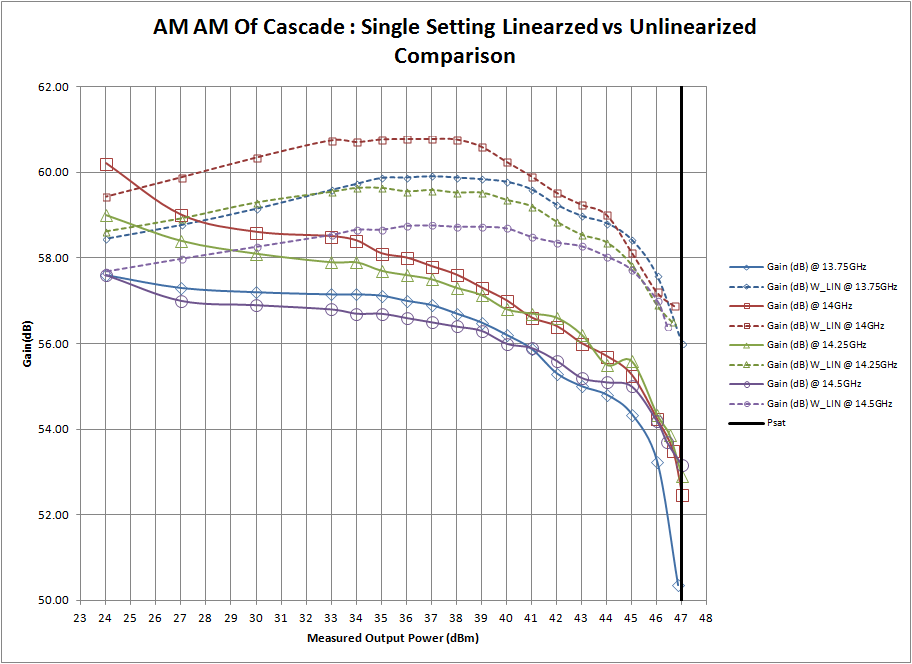 AM AM Of Cascade : Single Setting Linearzed vs Unlinearized
Comparison
62.00
60.00
58.00
56.00
54.00
52.00
50.00
Gain(dB)
23 24 25 26 27 28 29 30 31 32 33 34 35 36 37 38 39 40 41 42 43 44 45 46 47 48
Measured Output Power (dBm)
Gain (dB) @ 13.75GHz
Gain (dB) W_LIN @ 13.75GHz
Gain (dB) @ 14GHz
Gain (dB) W_LIN @ 14GHz
Gain (dB) @ 14.25GHz
Gain (dB) W_LIN @ 14.25GHz
Gain (dB) @ 14.5GHz
Gain (dB) W_LIN @ 14.5GHz
Psat